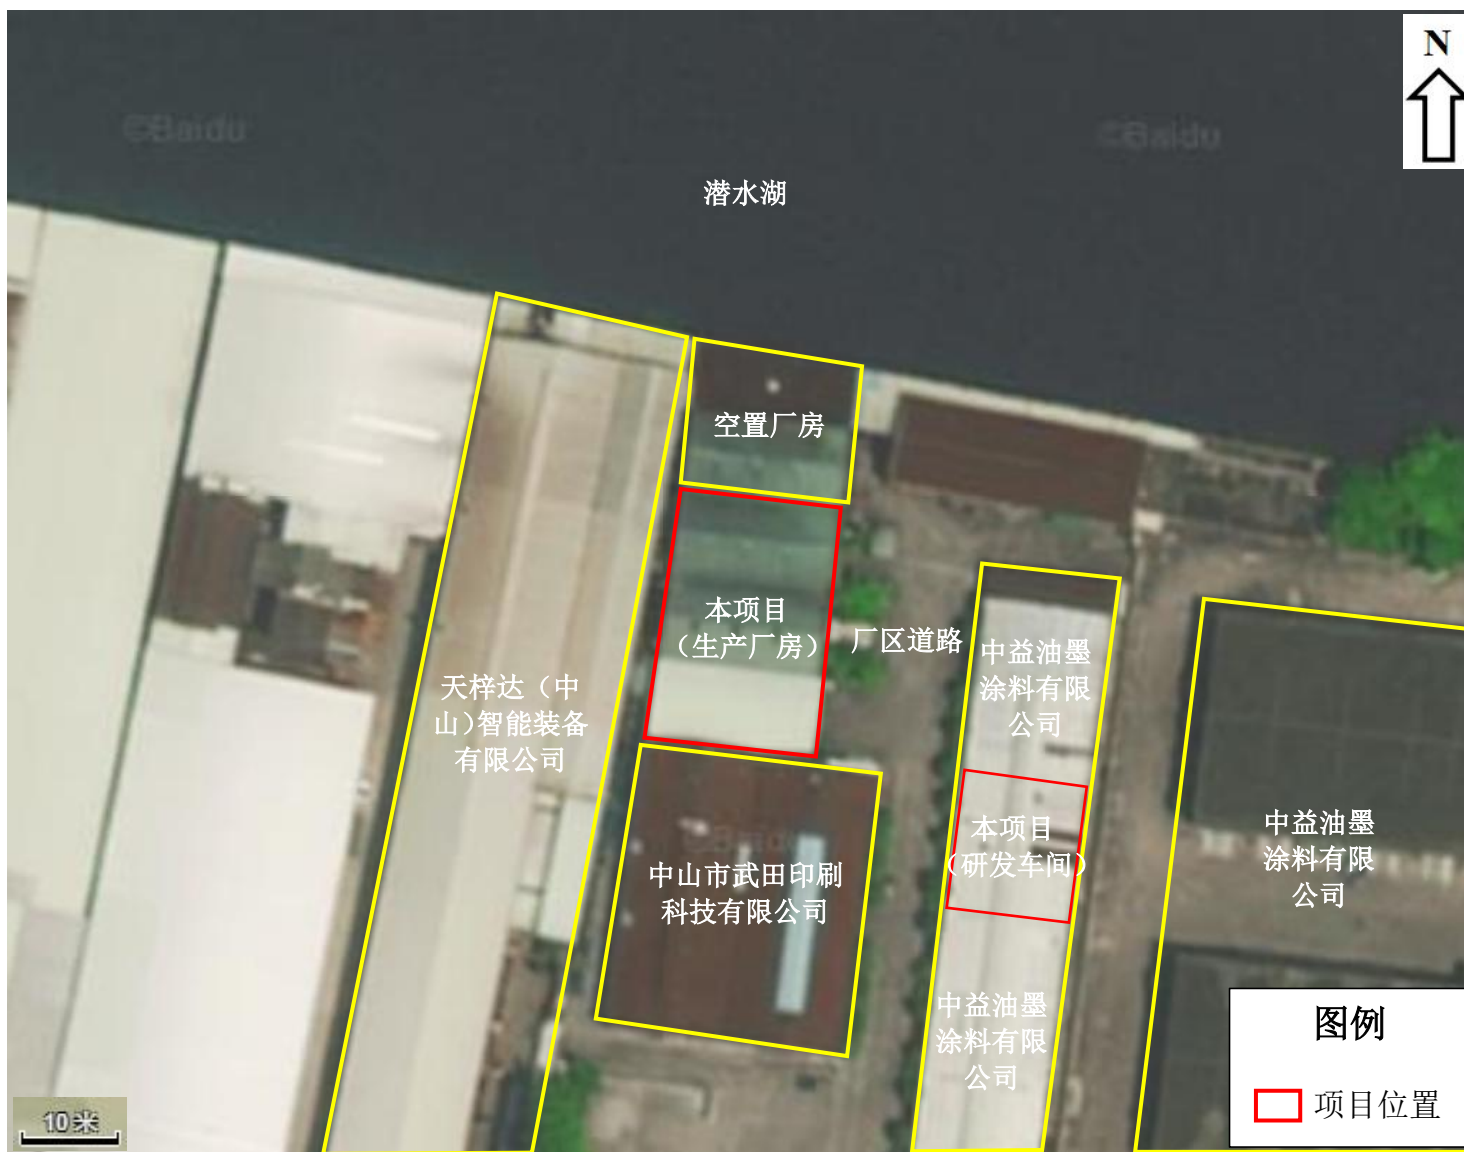 N
©Baidu
©Baidu
潜水湖
空置厂房
本项目
（生产厂房）
厂区道路
中益油墨
涂料有限
公司
天梓达（中
山）智能装备
有限公司
本项目
（研发车间）
中益油墨
涂料有限
公司
中山市武田印刷
科技有限公司
中益油墨
涂料有限
公司
图例
项目位置
10米